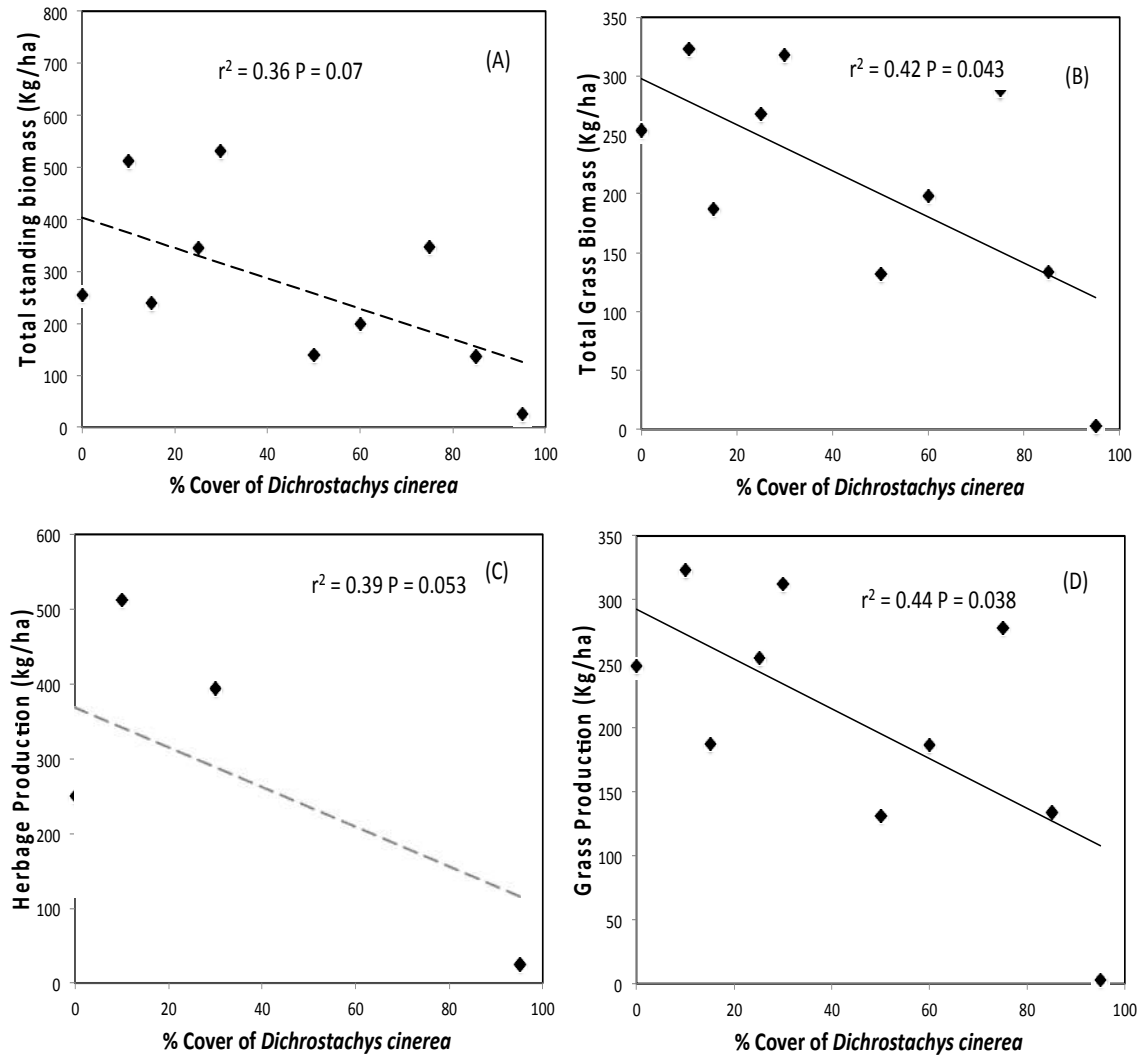 (A)
r² = 0.36 P = 0.07
Total standing biomass (Kg/ha)
800
700
600
500
400
300
200
100
0
0 20 40 60 80 100
% Cover of Dichrostachys cinerea
(B)
r² = 0.42 P = 0.043
Total Grass Biomass (Kg/ha)
350
300
250
200
150
100
50
0
0 20 40 60 80 100
% Cover of Dichrostachys cinerea
(C)
r² = 0.39 P = 0.053
Herbage Production (kg/ha)
600
500
400
300
200
100
0
0 20 40 60 80 100
% Cover of Dichrostachys cinerea
(D)
r² = 0.44 P = 0.038
Grass Production (Kg/ha)
350
300
250
200
150
100
50
0
0 20 40 60 80 100
% Cover of Dichrostachys cinerea